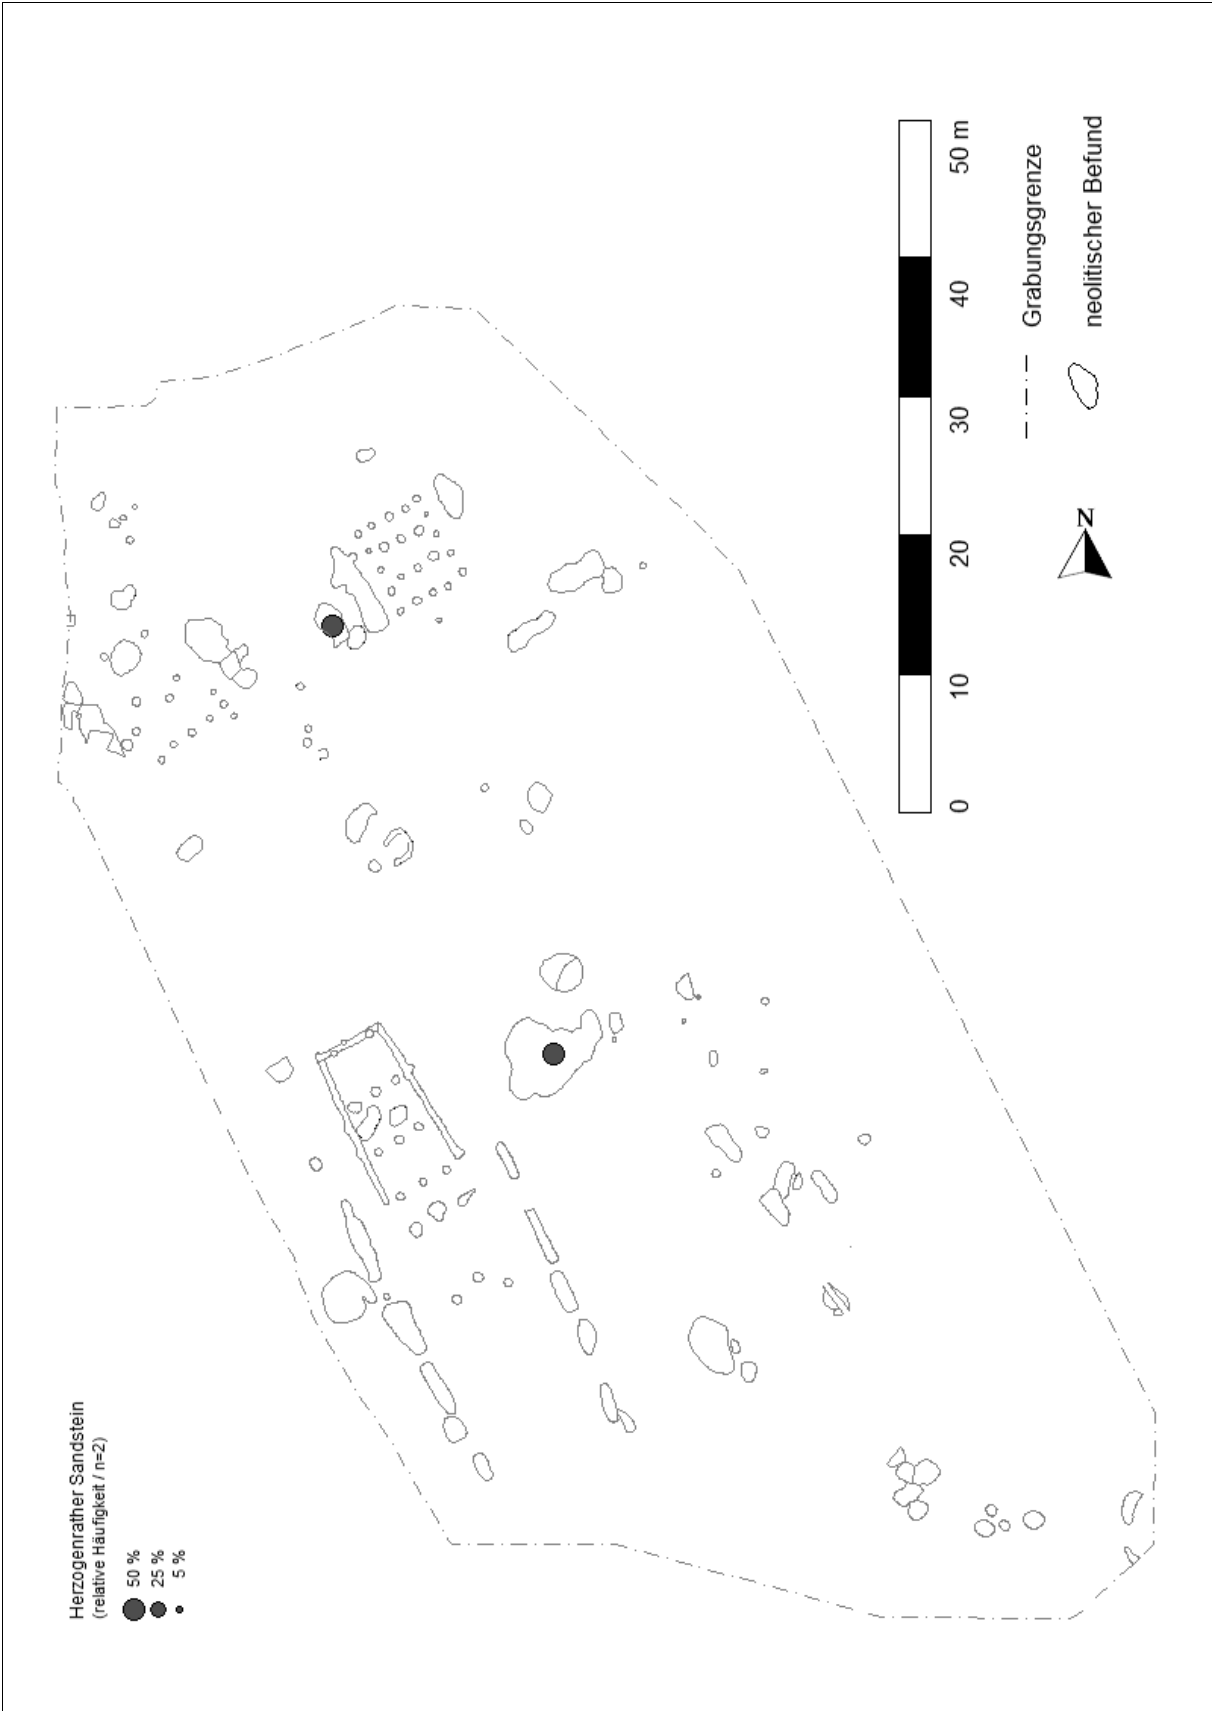 Herzogenrather Sandstein
(relative Häufigkeit / n=2)
50 %
25 %
5 %
0
10
20
30
40
50 m
Grabungsgrenze
neolitischer Befund
N